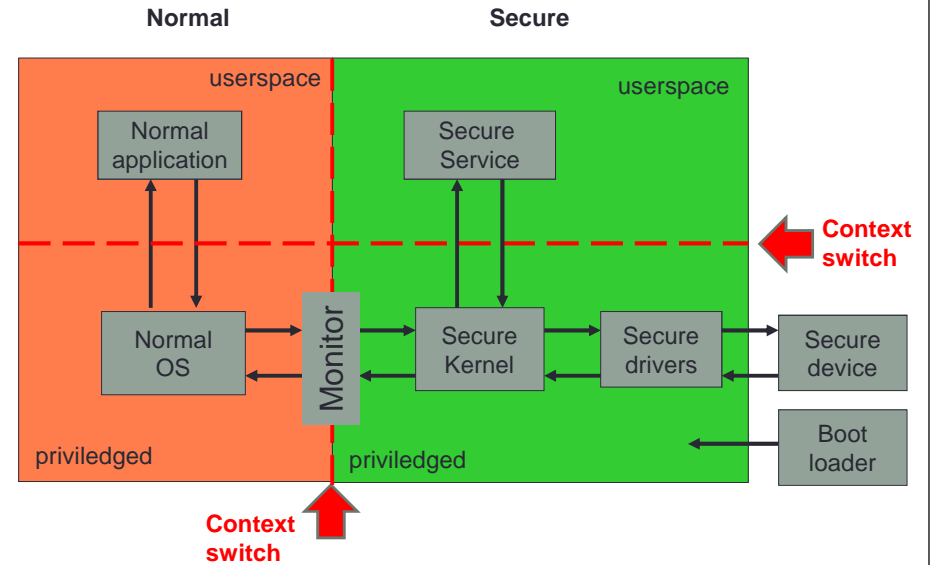 Normal
Secure
userspace
userspace
Normal
application
Secure
Service
Context
switch
Normal
OS
Monitor
Secure
Kernel
Secure
drivers
Secure
device
Boot
loader
priviledged
priviledged
Context
switch